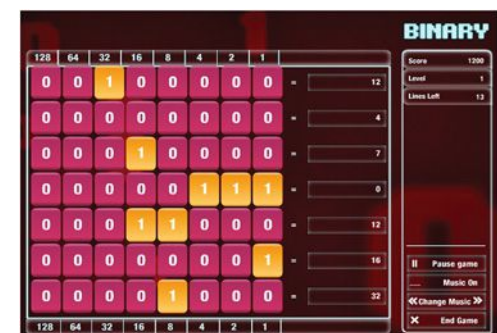 BINARY
128 64 32 16 8 4 2 1
0 0 1 0 0 0 0 0 = 12
0 0 0 0 0 0 0 0 = 4
0 0 0 1 0 0 0 0 = 7
0 0 0 0 0 1 1 1 = 0
0 0 0 1 1 0 0 0 = 12
0 0 0 0 0 0 0 1 = 16
0 0 0 0 1 0 0 0 = 32
128 64 32 16 8 4 2 1
Score 1200
Level 1
Lines Left 13
Pause game
Music On
Change Music
End Game